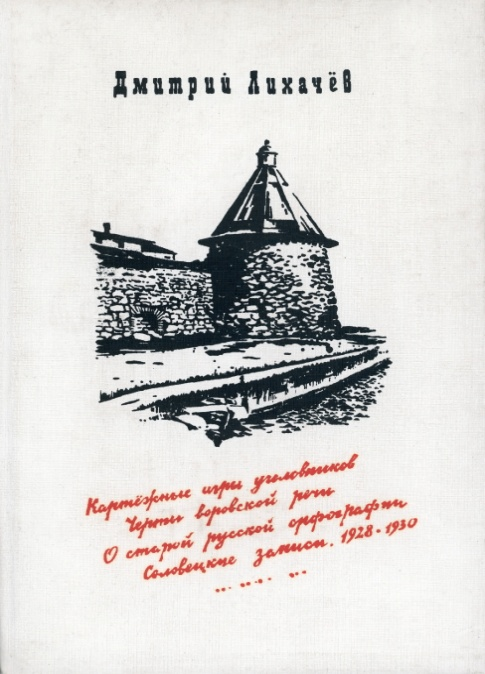 Дмитрий Лихачёв
Картёжные игры уголовников
Черты воровской речи
О старой русской орфографии
Соловецкие записи. 1928-1930